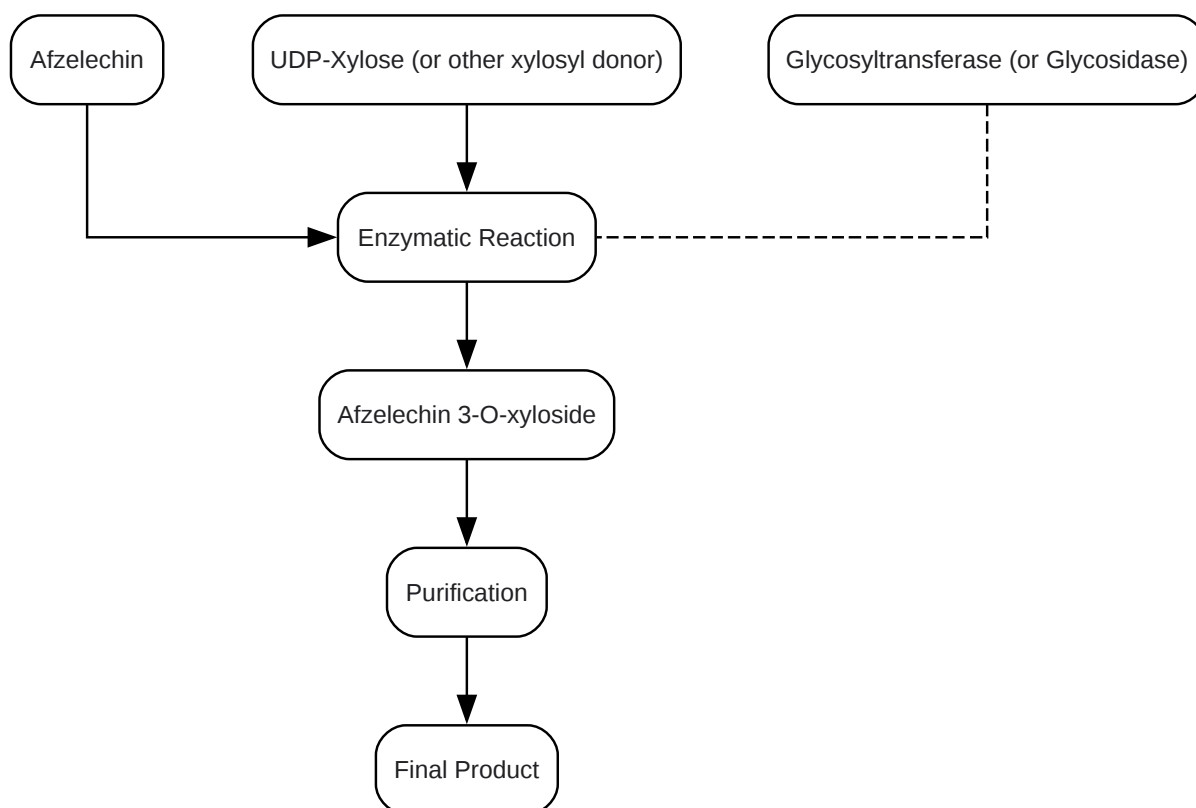 Afzelechin
UDP-Xylose (or other xylosyl donor)
Glycosyltransferase (or Glycosidase)
Enzymatic Reaction
Afzelechin 3-O-xyloside
Purification
Final Product